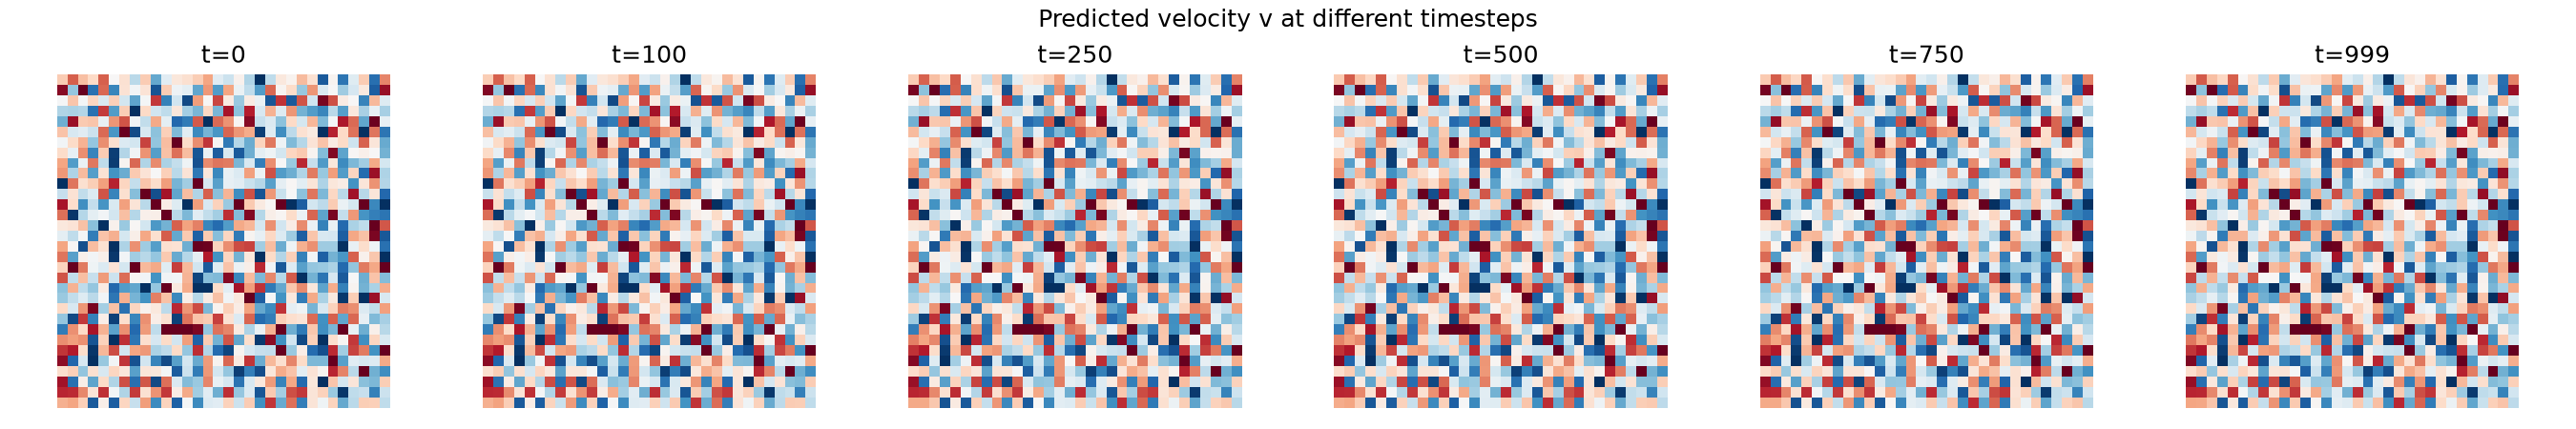 Predicted velocity v at different timesteps
t=0
t=100
t=250
t=500
t=750
t=999